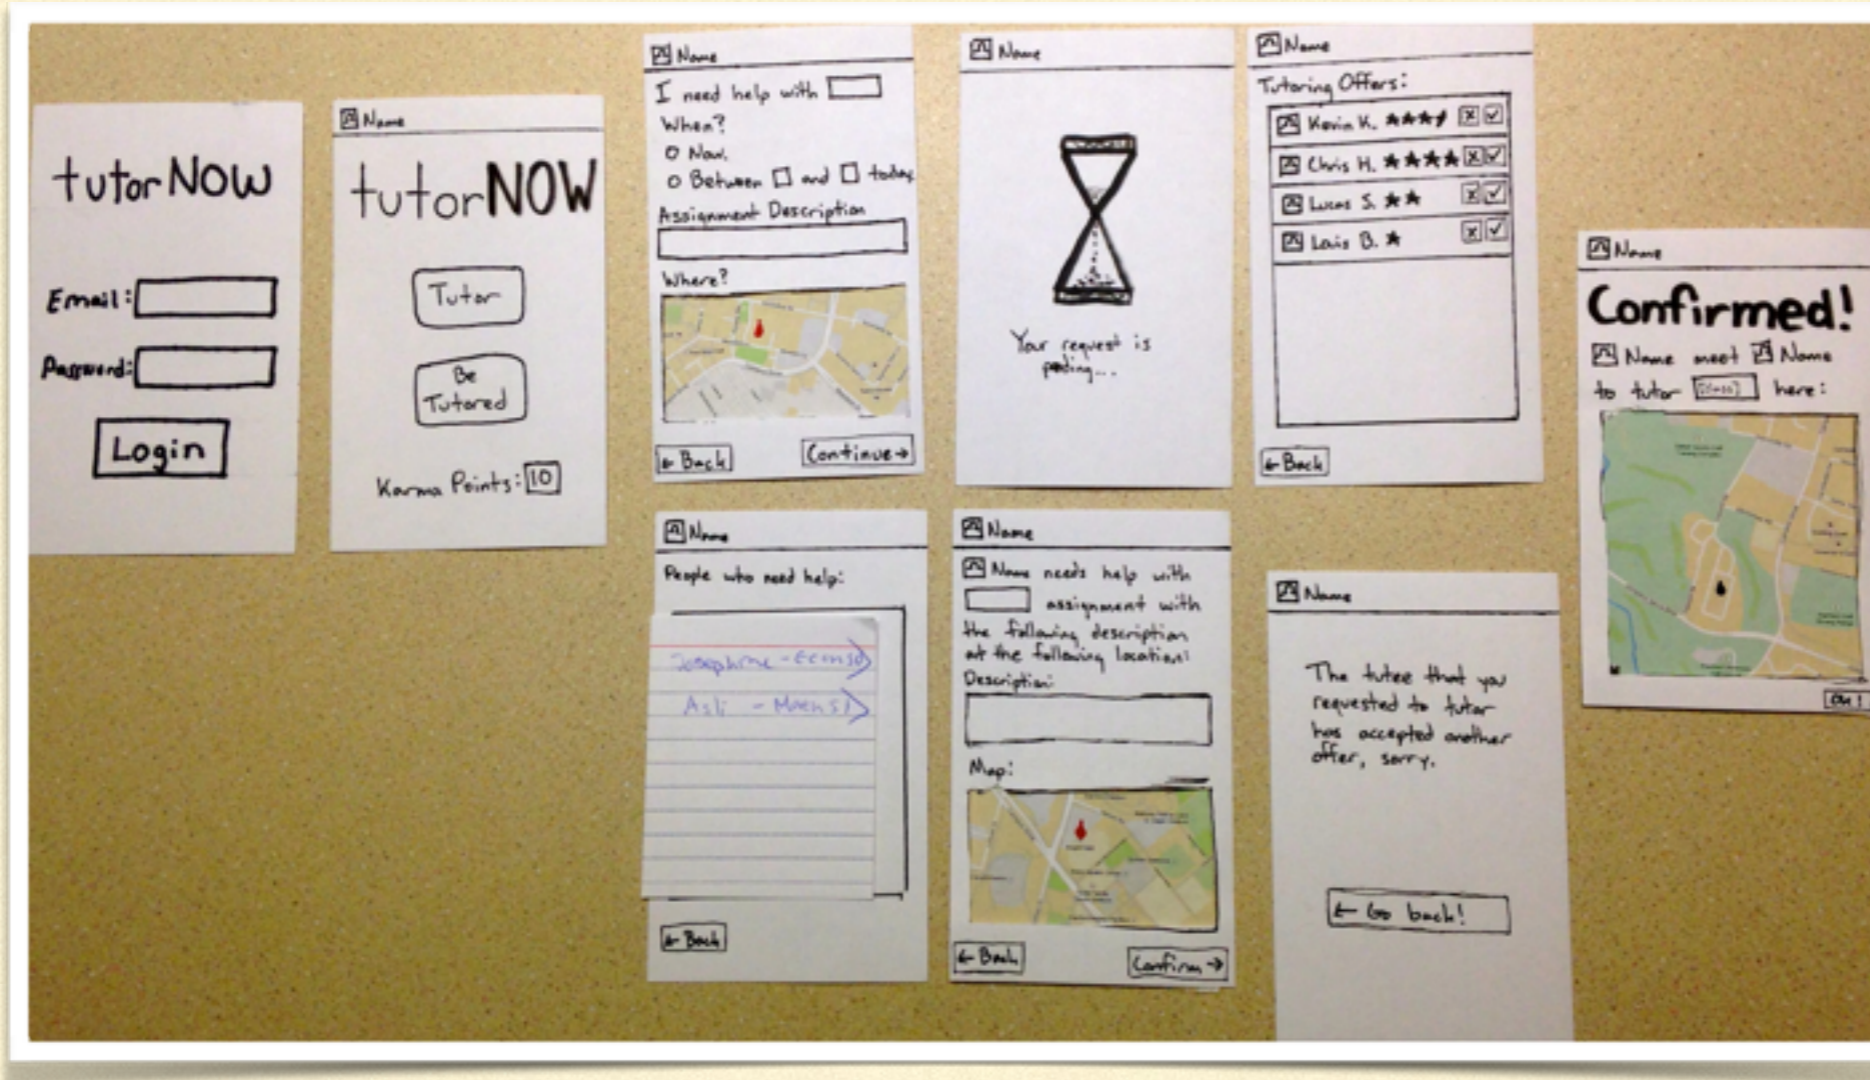 tutorNOW
Email:
Password:
Login
Name
tutorNOW
Tutor
Be
Tutored
Karma Points: 10
Name
I need help with
When?
Now.
Between and today
Assignment Description
Where?
← Back
Continue →
Name
Your request is
pending...
Name
Tutoring Offers:
Kevin K.
Chris H.
Lucas S.
Lais B.
← Back
Name
People who need help:
Josephine -
Asli -
← Back
Name
Name needs help with
assignment with
the following description
at the following location:
Description:
Map:
← Back
Confirm →
Name
The tutee that you
requested to tutor
has accepted another
offer, sorry.
← Go back!
Name
Confirmed!
Name meet Name
to tutor [class] here: